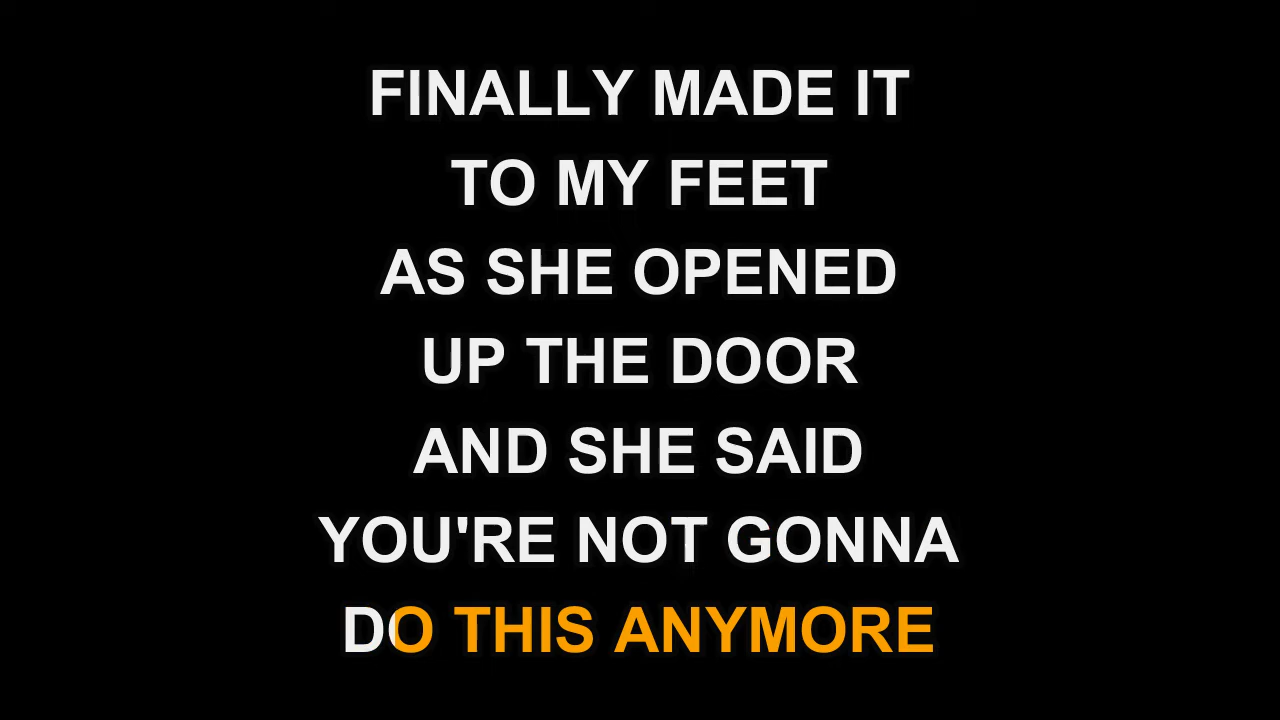 FINALLY MADE IT
TO MY FEET
AS SHE OPENED
UP THE DOOR
AND SHE SAID
YOU'RE NOT GONNA
DO THIS ANYMORE